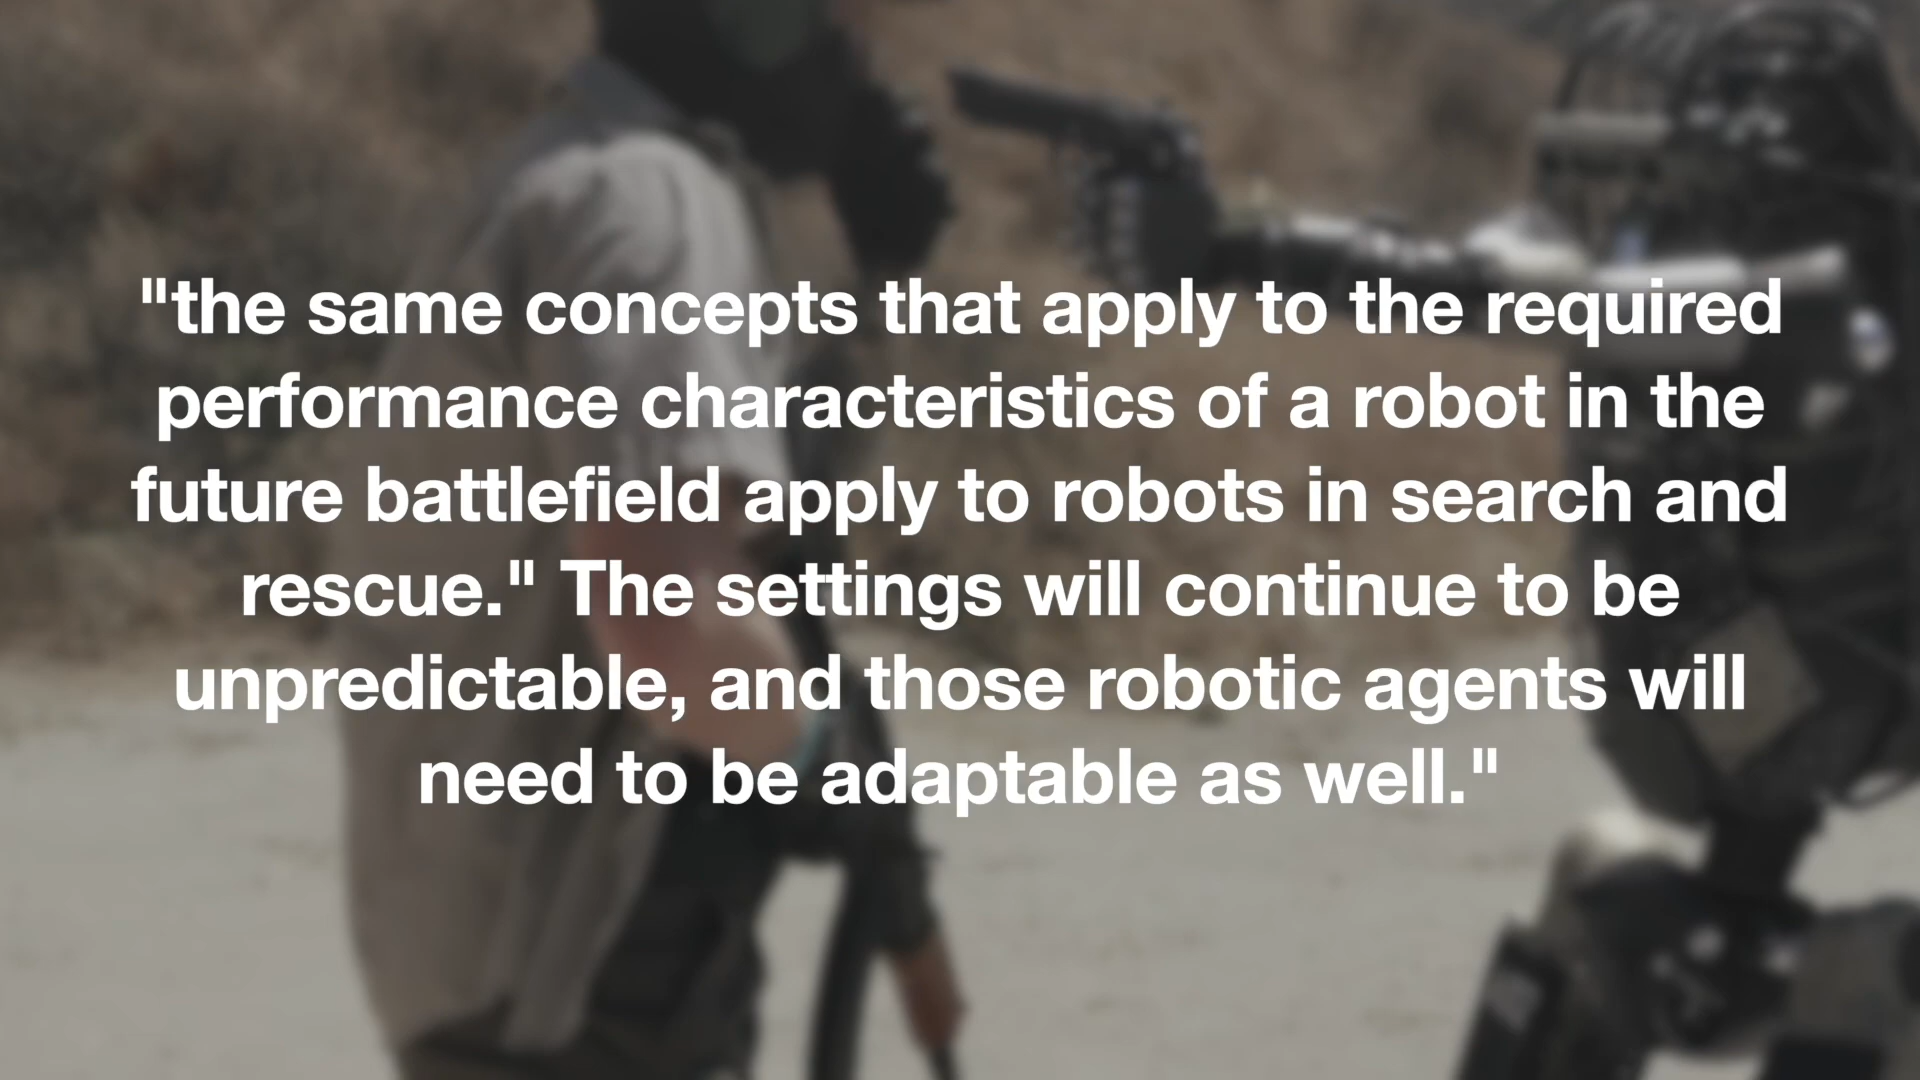 "the same concepts that apply to the required
performance characteristics of a robot in the
future battlefield apply to robots in search and
rescue." The settings will continue to be
unpredictable, and those robotic agents will
need to be adaptable as well."